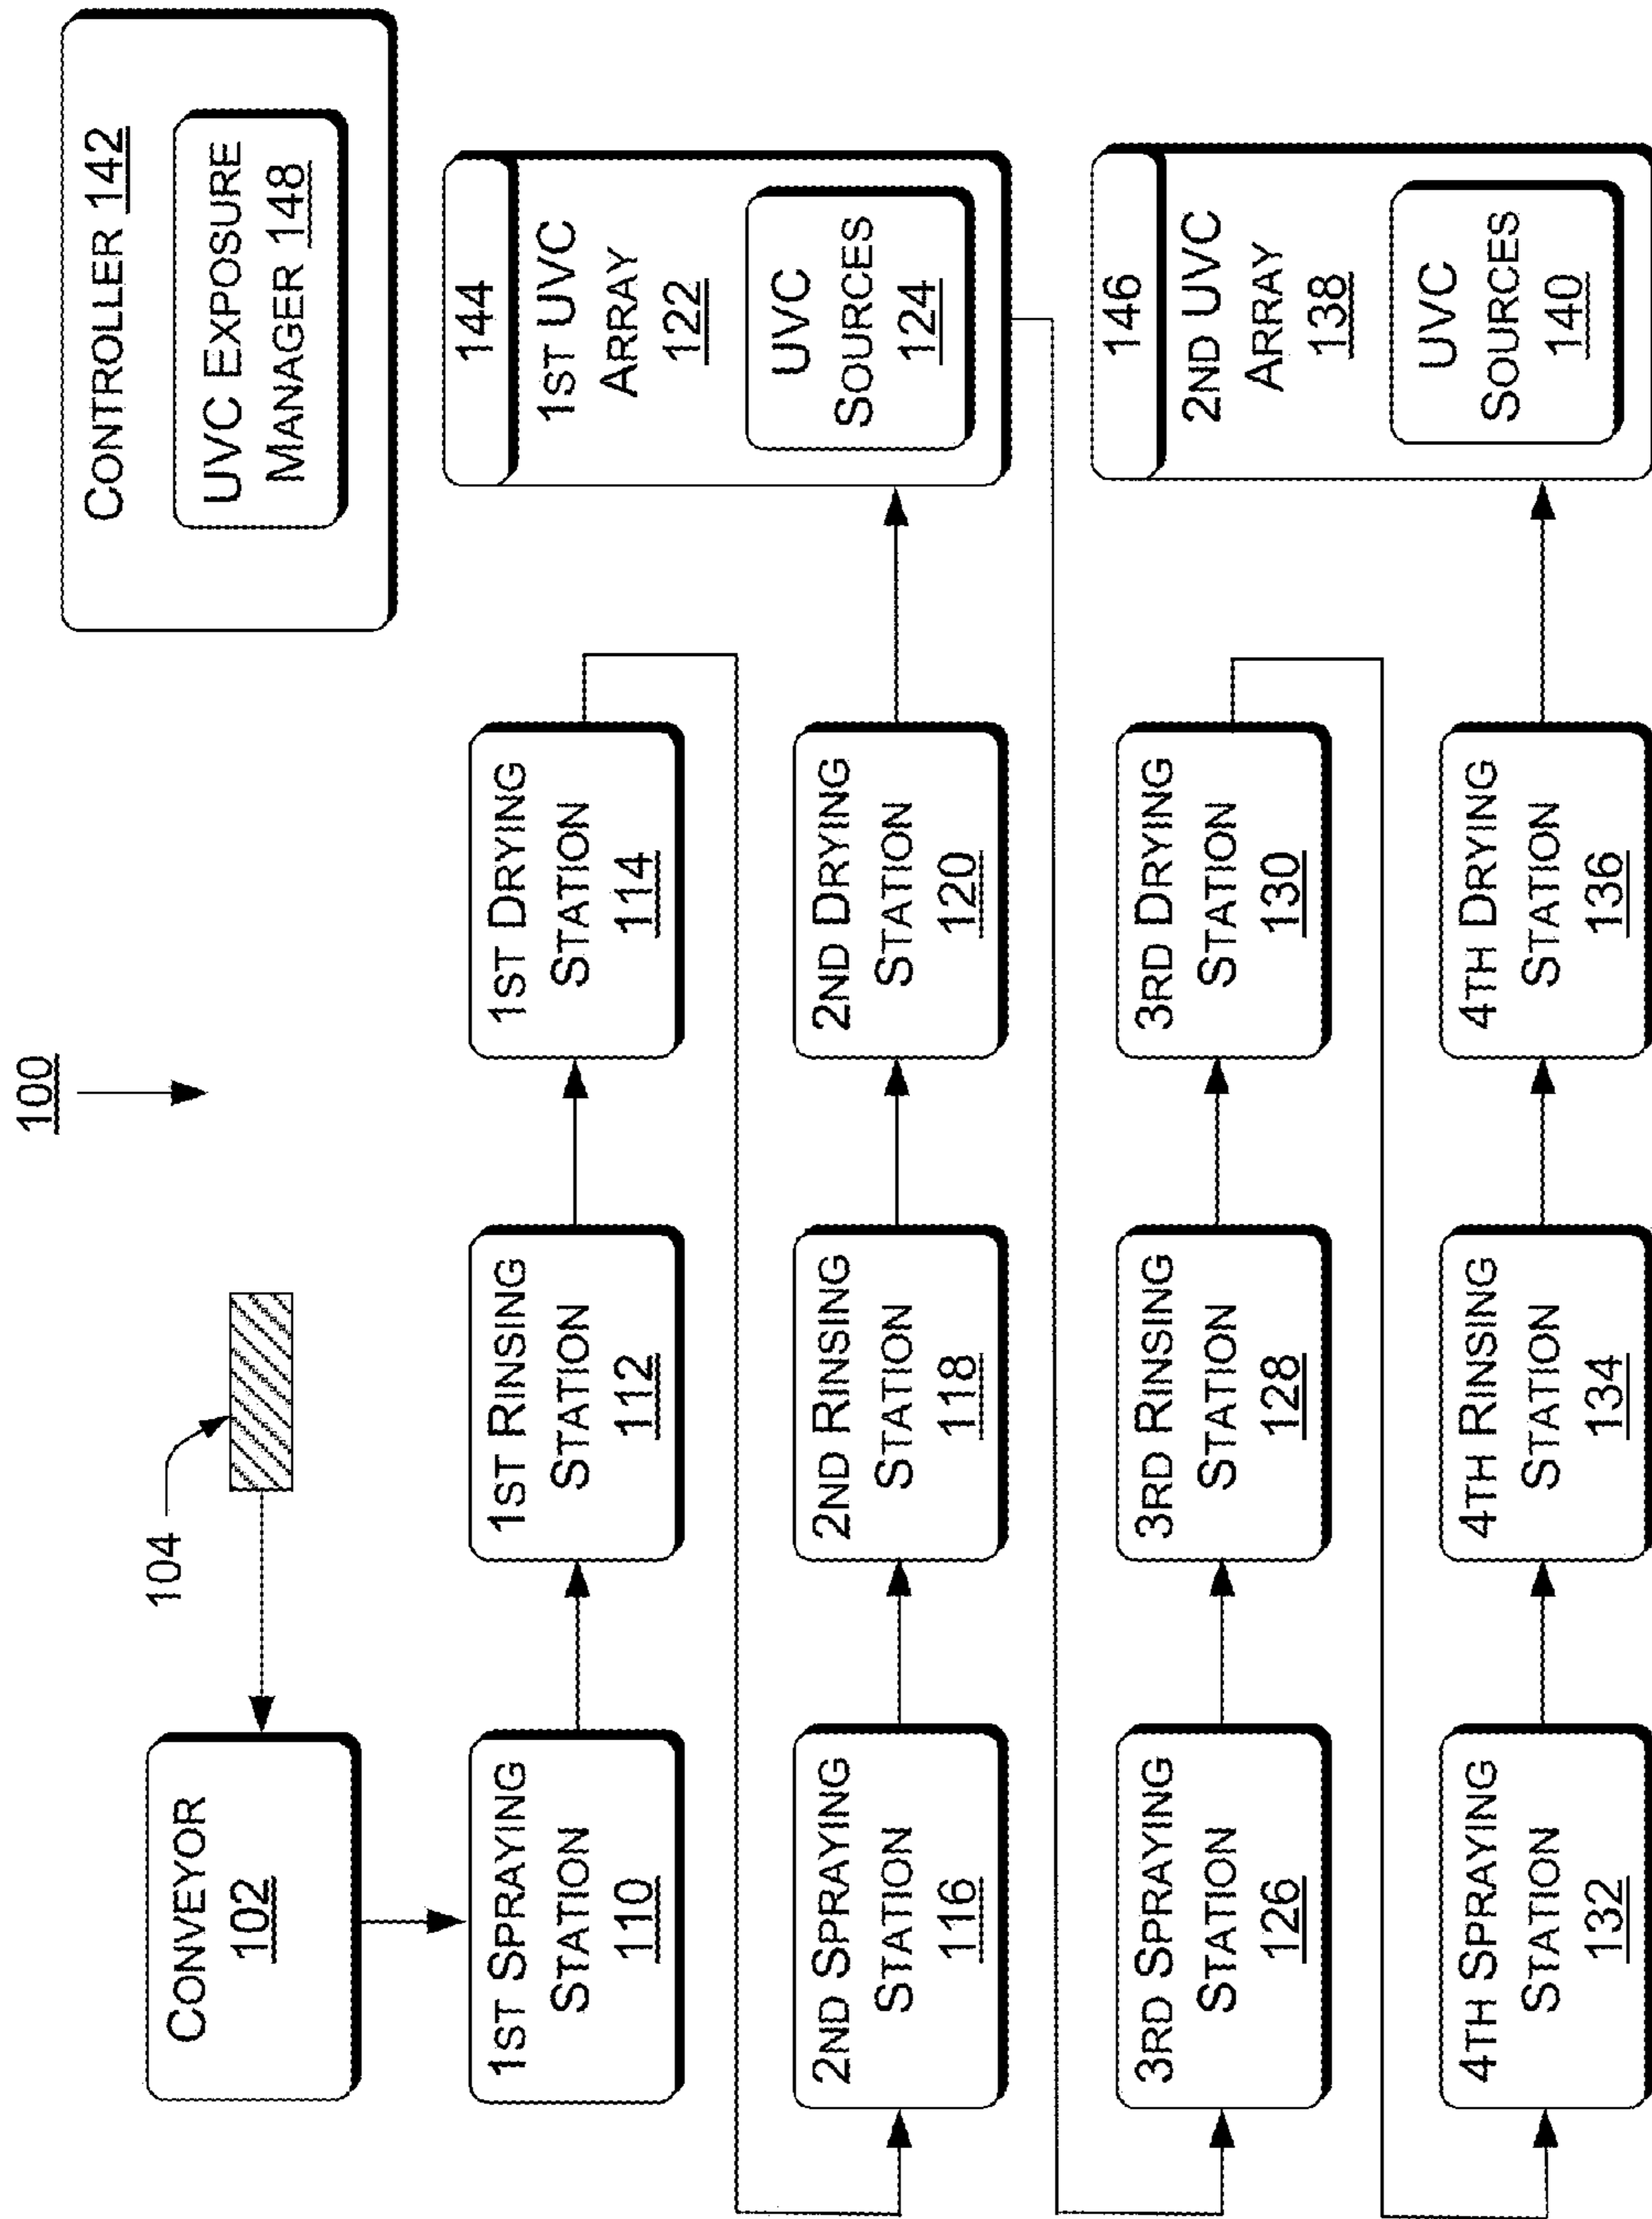 100
104
CONVEYOR
102
CONTROLLER 142
UVC EXPOSURE
MANAGER 148
1ST SPRAYING
STATION
110
1ST RINSING
STATION
112
1ST DRYING
STATION
114
144
1ST UVC
ARRAY
122
UVC
SOURCES
124
2ND SPRAYING
STATION
116
2ND RINSING
STATION
118
2ND DRYING
STATION
120
3RD SPRAYING
STATION
126
3RD RINSING
STATION
128
3RD DRYING
STATION
130
146
2ND UVC
ARRAY
138
UVC
SOURCES
140
4TH SPRAYING
STATION
132
4TH RINSING
STATION
134
4TH DRYING
STATION
136